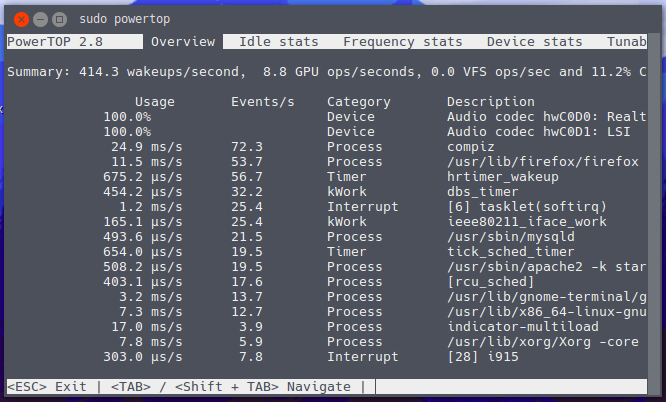 sudo powertop
PowerTOP 2.8 Overview Idle stats Frequency stats Device stats Tunab
Summary: 414.3 wakeups/second, 8.8 GPU ops/seconds, 0.0 VFS ops/sec and 11.2% C
Usage Events/s Category Description
100.0% Device Audio codec hwC0D0: Realt
100.0% Device Audio codec hwC0D1: LSI
24.9 ms/s 72.3 Process compiz
11.5 ms/s 53.7 Process /usr/lib/firefox/firefox
675.2 µs/s 56.7 Timer hrtimer_wakeup
454.2 µs/s 32.2 kWork dbs_timer
1.2 ms/s 25.4 Interrupt [6] tasklet(softirq)
165.1 µs/s 25.4 kWork ieee80211_iface_work
493.6 µs/s 21.5 Process /usr/sbin/mysqld
654.0 µs/s 19.5 Timer tick_sched_timer
508.2 µs/s 19.5 Process /usr/sbin/apache2 -k star
403.1 µs/s 17.6 Process [rcu_sched]
3.2 ms/s 13.7 Process /usr/lib/gnome-terminal/g
7.3 ms/s 12.7 Process /usr/lib/x86_64-linux-gnu
17.0 ms/s 3.9 Process indicator-multiload
7.8 ms/s 5.9 Process /usr/lib/xorg/Xorg -core
303.0 µs/s 7.8 Interrupt [28] i915
<ESC> Exit | <TAB> / <Shift + TAB> Navigate |